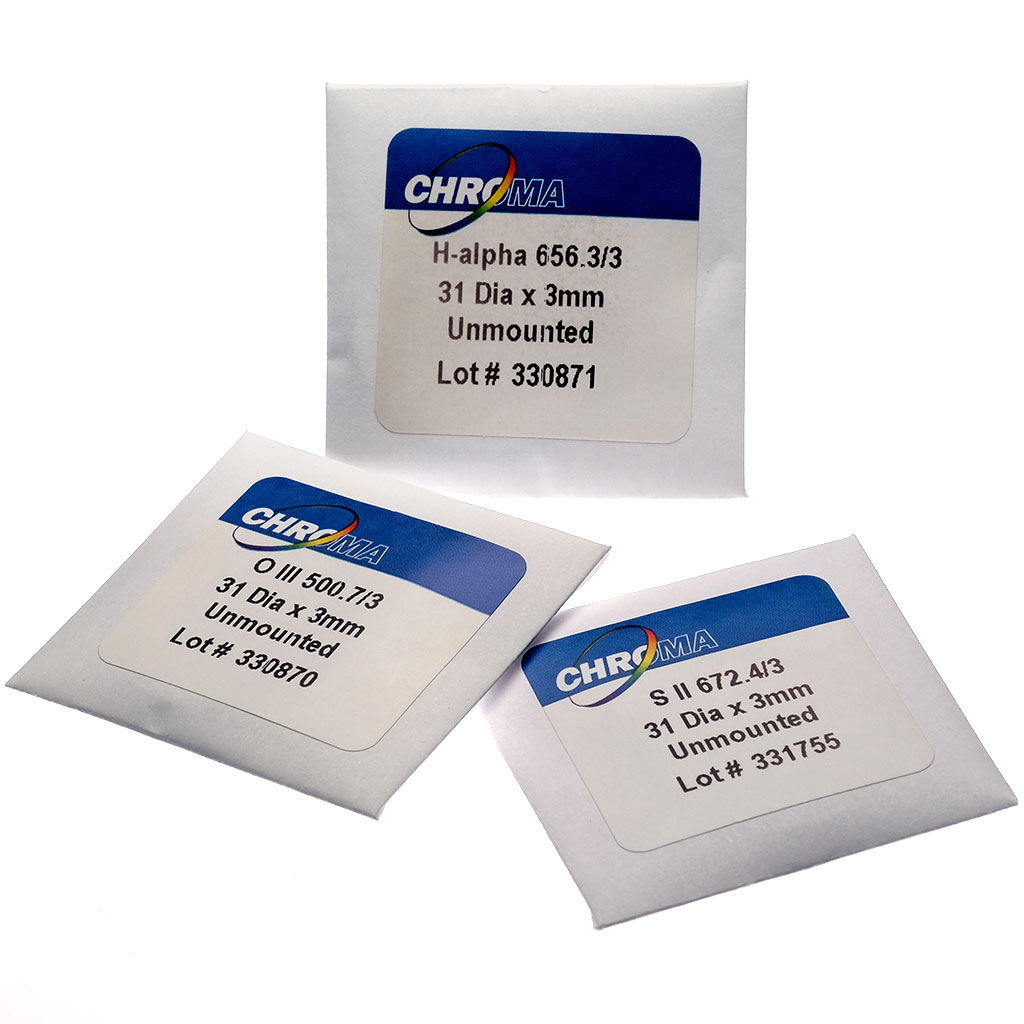 CHROMA
H-alpha 656.3/3
31 Dia x 3mm
Unmounted
Lot # 330871
CHROMA
O III 500.7/3
31 Dia x 3mm
Unmounted
Lot # 330870
CHROMA
S II 672.4/3
31 Dia x 3mm
Unmounted
Lot # 331755